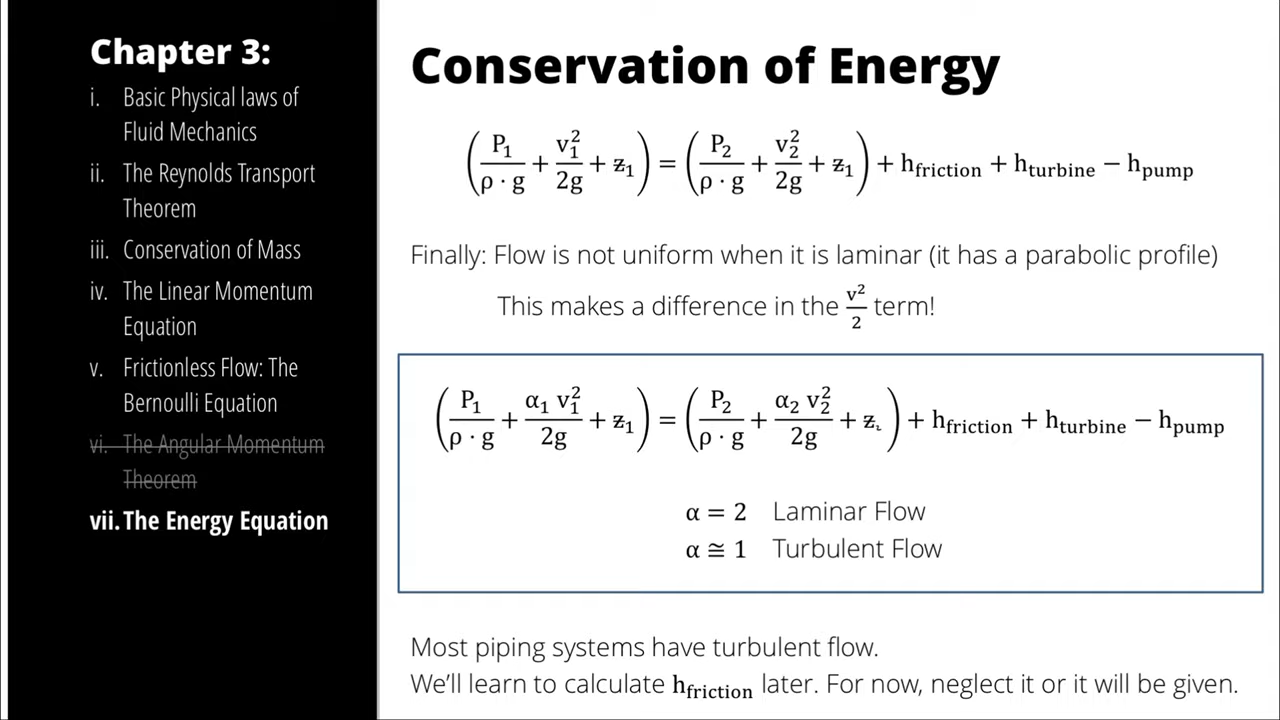 Chapter 3:
i. Basic Physical laws of
Fluid Mechanics
ii. The Reynolds Transport
Theorem
iii. Conservation of Mass
iv. The Linear Momentum
Equation
v. Frictionless Flow: The
Bernoulli Equation
vi. The Angular Momentum
Theorem
vii. The Energy Equation
Conservation of Energy
(P₁/(ρ · g) + v₁²/2g + z₁) = (P₂/(ρ · g) + v₂²/2g + z₁) + h_friction + h_turbine − h_pump
Finally: Flow is not uniform when it is laminar (it has a parabolic profile)
This makes a difference in the v²/2 term!
(P₁/(ρ · g) + α₁ v₁²/2g + z₁) = (P₂/(ρ · g) + α₂ v₂²/2g + z) + h_friction + h_turbine − h_pump
α = 2 Laminar Flow
α ≅ 1 Turbulent Flow
Most piping systems have turbulent flow.
We'll learn to calculate h_friction later. For now, neglect it or it will be given.